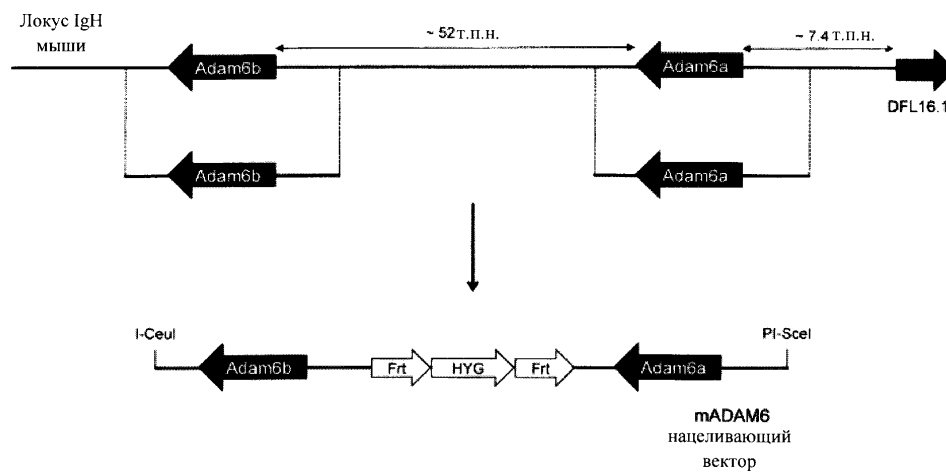 Локус IgH
мыши
~ 52 т.п.н.
~ 7.4 т.п.н.
Adam6b
Adam6a
DFL16.1
Adam6b
Adam6a
I-CeuI
PI-SceI
Adam6b
Frt
HYG
Frt
Adam6a
mADAM6
нацеливающий
вектор